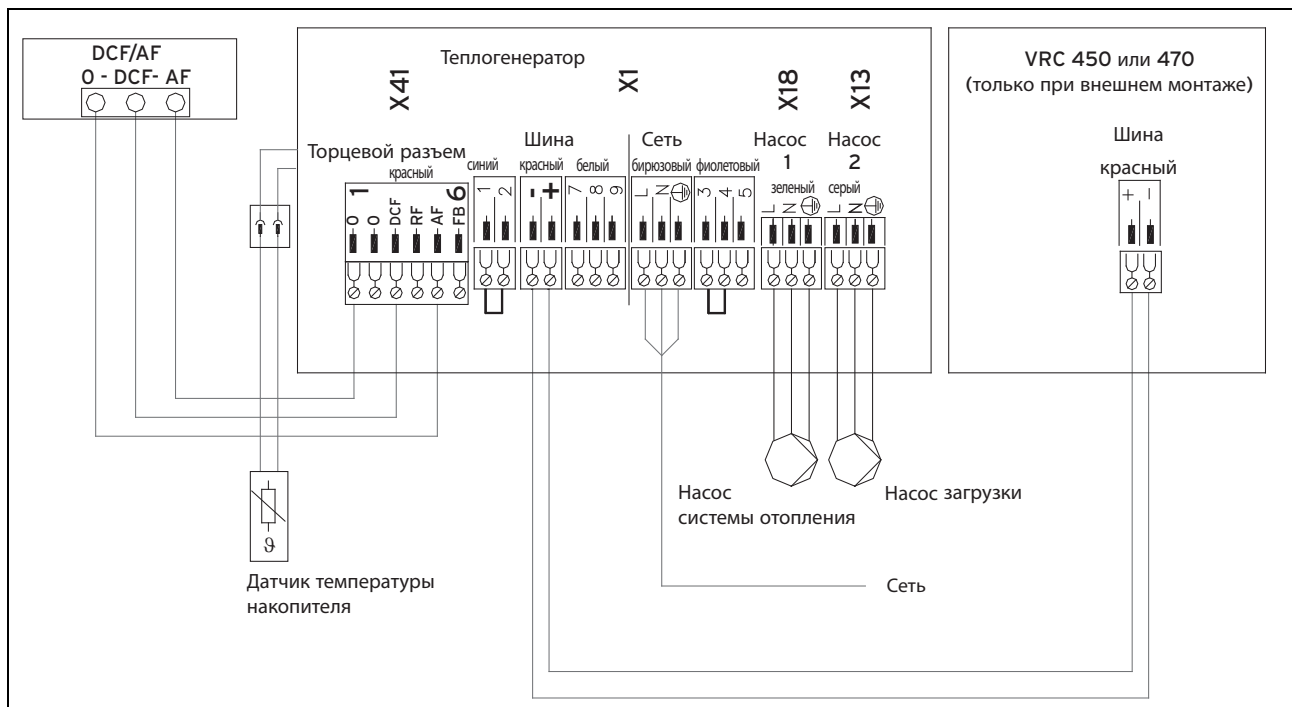 DCF/AF
0 - DCF- AF
Теплогенератор
X41
X1
X18
X13
VRC 450 или 470
(только при внешнем монтаже)
Шина
красный
+ −
Торцевой разъем
красный
Шина
Сеть
Насос
1
Насос
2
синий
красный
белый
бирюзовый
фиолетовый
зеленый
серый
1 6
0 0 DCF RF AF FB
1 2
- +
7 8 9
L N
3 4 5
L N
L N
Насос
системы отопления
Насос загрузки
ϑ
Датчик температуры
накопителя
Сеть